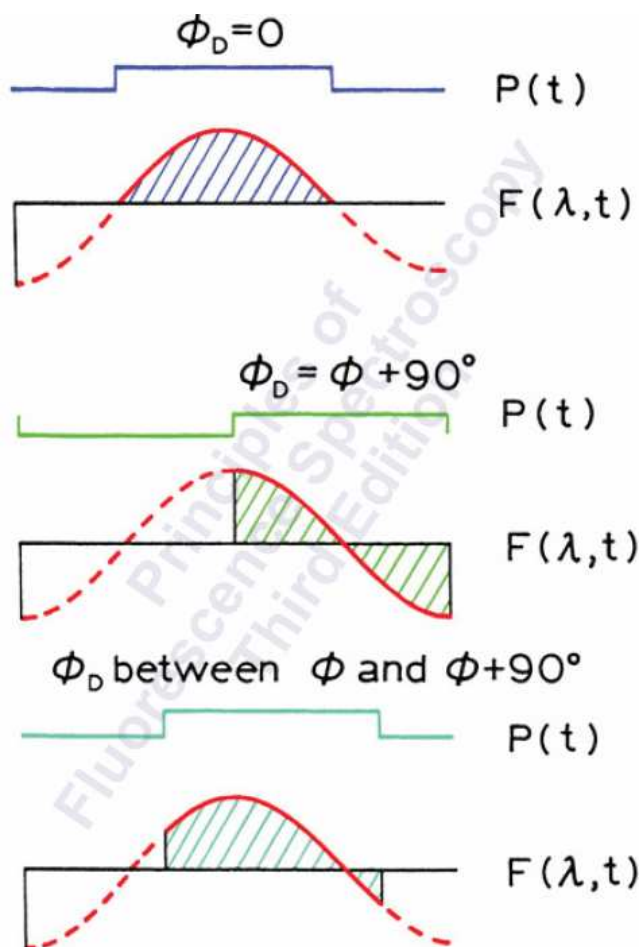 ϕ_D=0
P(t)
F(λ,t)
ϕ_D= ϕ +90°
P(t)
F(λ,t)
ϕ_D between ϕ and ϕ+90°
P(t)
F(λ,t)
Principles of
Fluorescence Spectroscopy
Third Edition